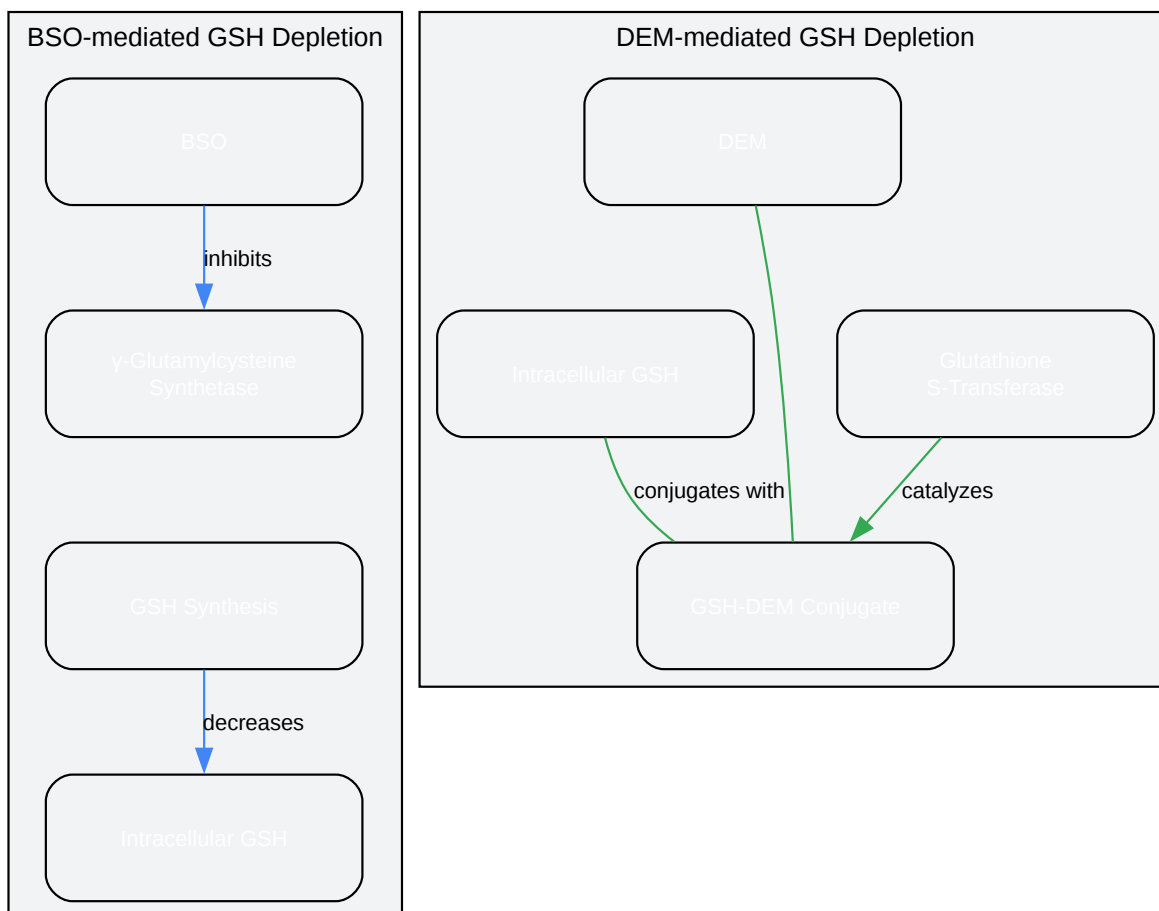 BSO-mediated GSH Depletion
BSO
inhibits
γ-Glutamylcysteine
Synthetase
GSH Synthesis
decreases
Intracellular GSH
DEM-mediated GSH Depletion
DEM
Intracellular GSH
Glutathione
S-Transferase
conjugates with
catalyzes
GSH-DEM Conjugate